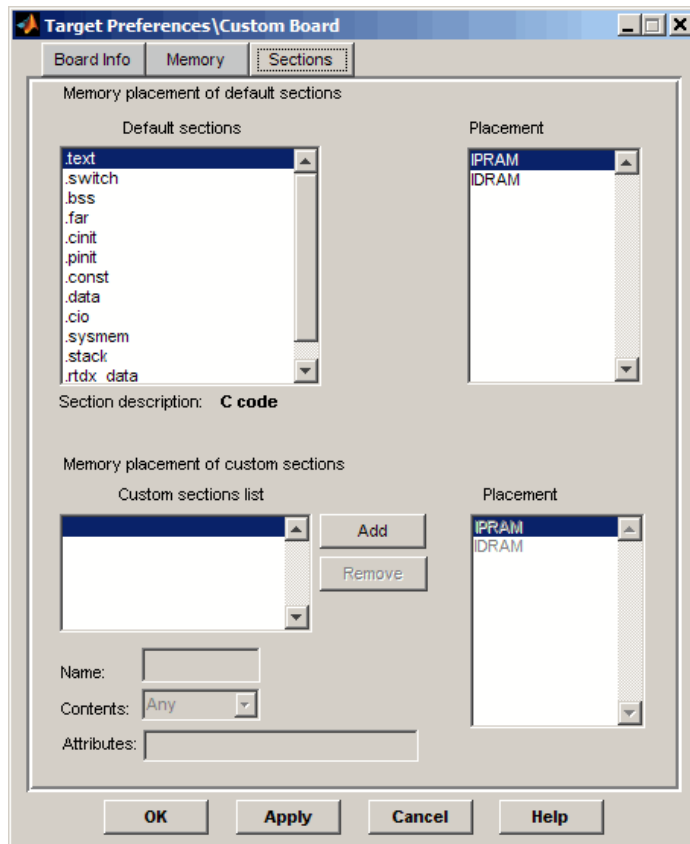 Target Preferences\Custom Board
Board Info Memory Sections
Memory placement of default sections
Default sections Placement
.text IPRAM
.switch IDRAM
.bss
.far
.cinit
.pinit
.const
.data
.cio
.sysmem
.stack
.rtdx_data
Section description: C code
Memory placement of custom sections
Custom sections list Placement
Add IPRAM
IDRAM
Remove
Name:
Contents: Any
Attributes:
OK Apply Cancel Help